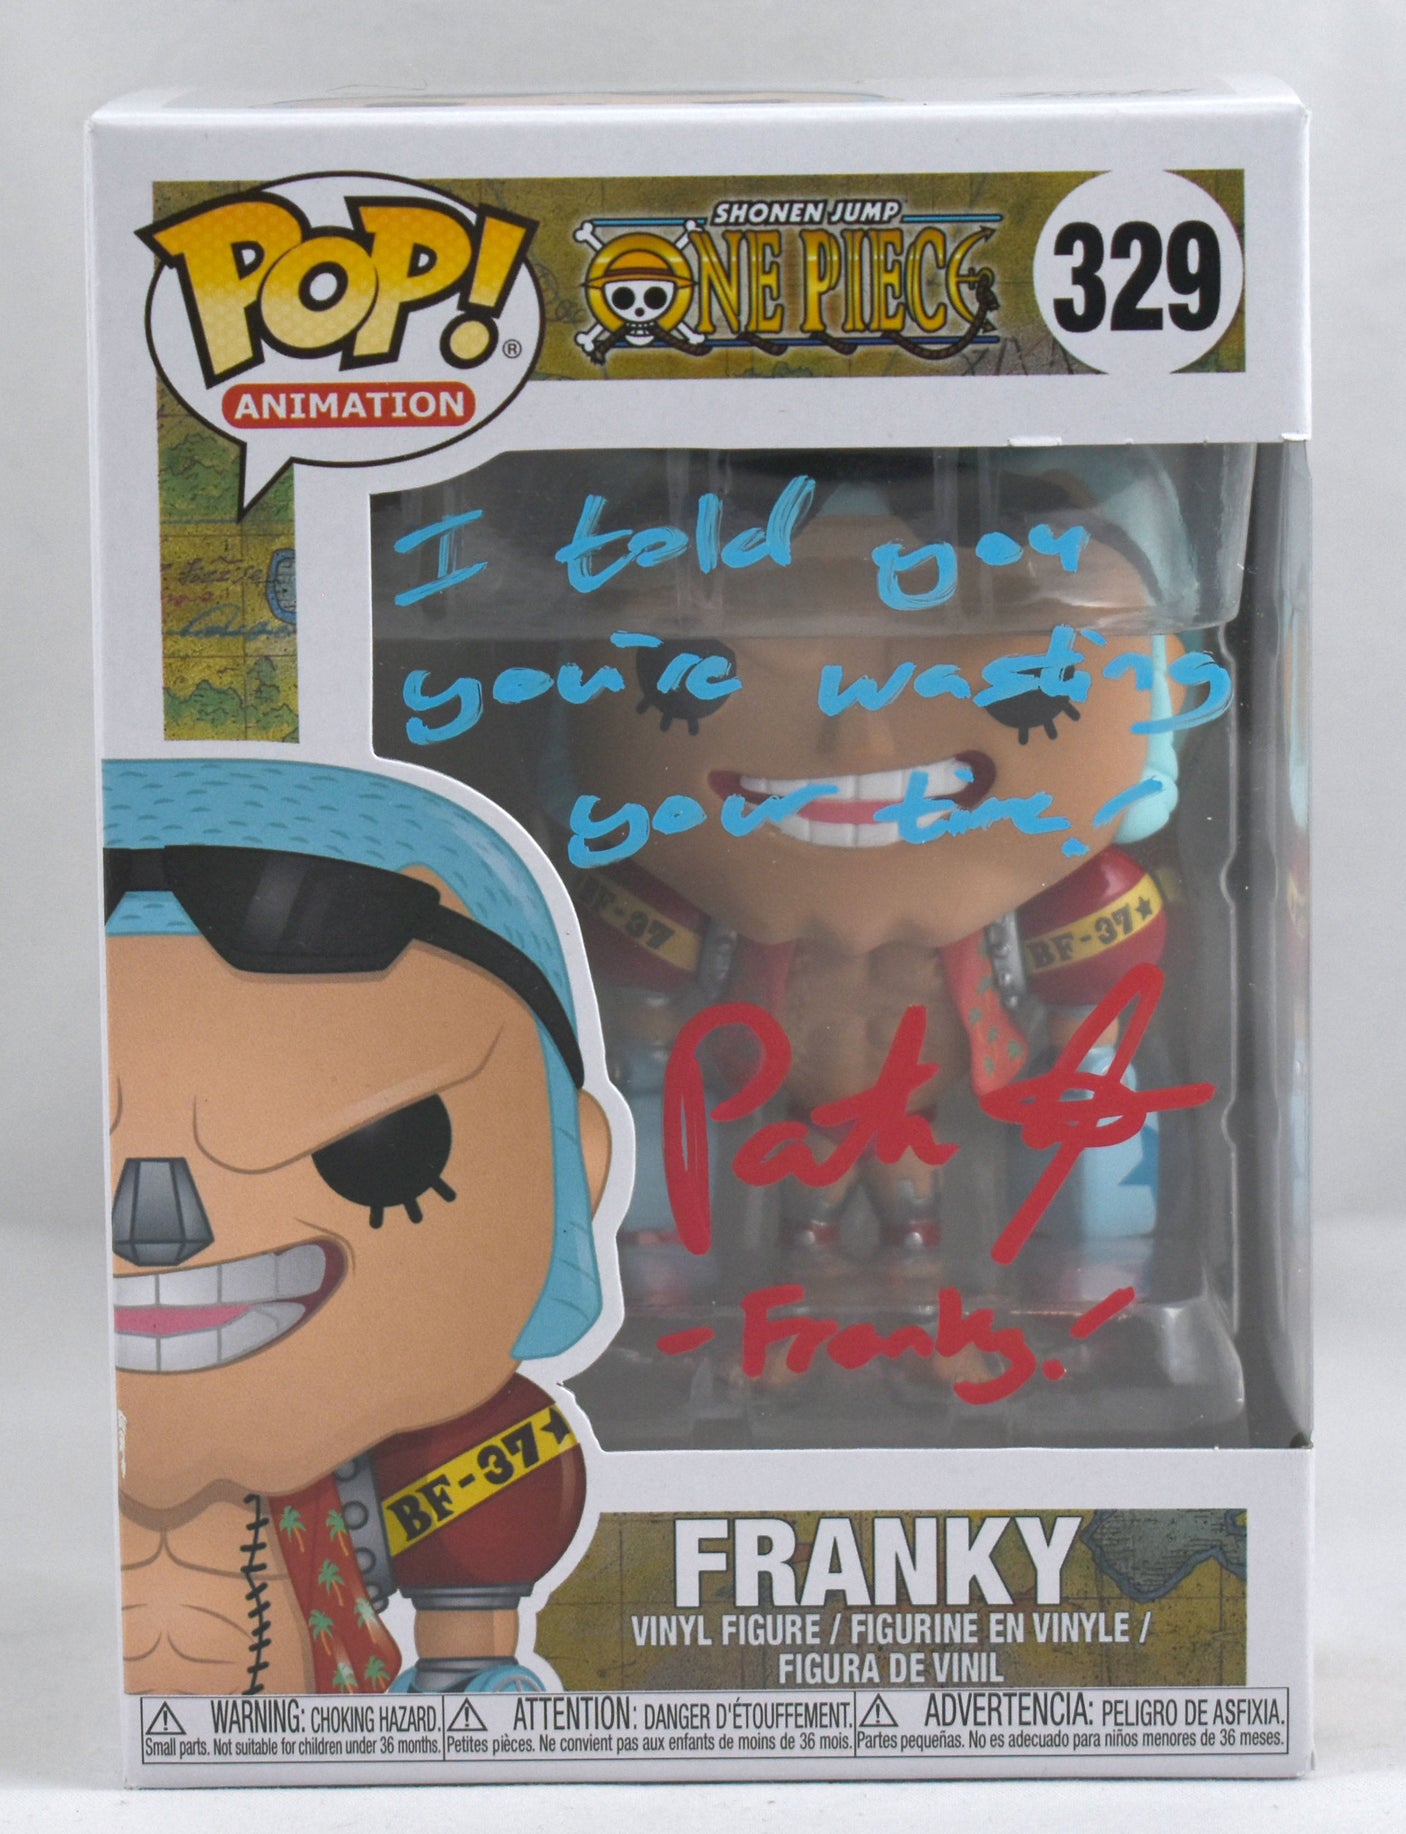 POP!®
ANIMATION
SHONEN JUMP
ONE PIECE
329
I told you
you're wasting
your time!
BF-37
BF-37
- Franky!
BF-37
FRANKY
VINYL FIGURE / FIGURINE EN VINYLE /
FIGURA DE VINIL
WARNING: CHOKING HAZARD.
Small parts. Not suitable for children under 36 months.
ATTENTION: DANGER D'ÉTOUFFEMENT.
Petites pièces. Ne convient pas aux enfants de moins de 36 mois.
ADVERTENCIA: PELIGRO DE ASFIXIA.
Partes pequeñas. No es adecuado para niños menores de 36 meses.